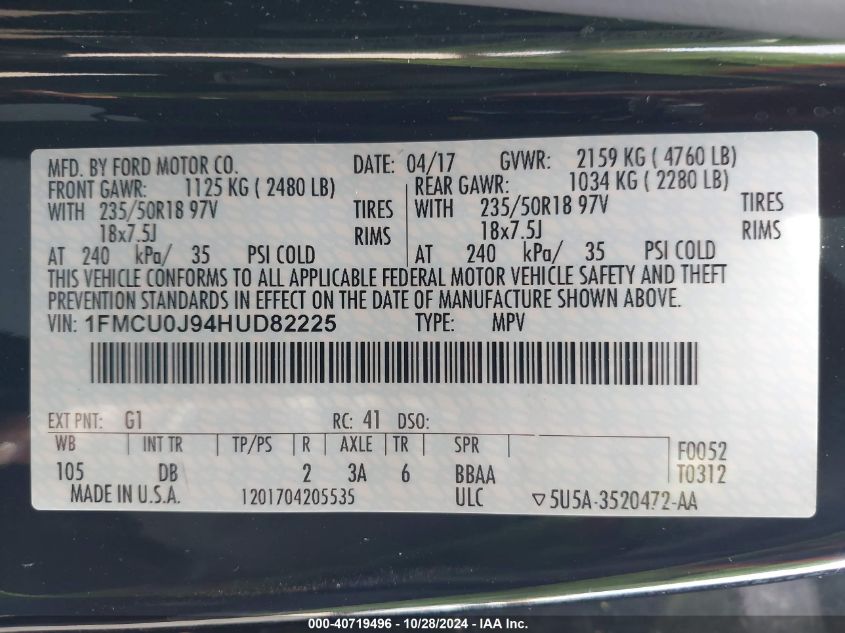 MFD. BY FORD MOTOR CO. DATE: 04/17 GVWR: 2159 KG ( 4760 LB)
FRONT GAWR: 1125 KG ( 2480 LB) REAR GAWR: 1034 KG ( 2280 LB)
WITH 235/50R18 97V TIRES WITH 235/50R18 97V TIRES
18x7.5J RIMS 18x7.5J RIMS
AT 240 kPa/ 35 PSI COLD AT 240 kPa/ 35 PSI COLD
THIS VEHICLE CONFORMS TO ALL APPLICABLE FEDERAL MOTOR VEHICLE SAFETY AND THEFT
PREVENTION STANDARDS IN EFFECT ON THE DATE OF MANUFACTURE SHOWN ABOVE.
VIN: 1FMCU0J94HUD82225 TYPE: MPV
EXT PNT: G1 RC: 41 DSO:
WB INT TR TP/PS R AXLE TR SPR F0052
105 DB 2 3A 6 BBAA T0312
MADE IN U.S.A. 1201704205535 ULC ▽5U5A-3520472-AA
000-40719496 - 10/28/2024 - IAA Inc.